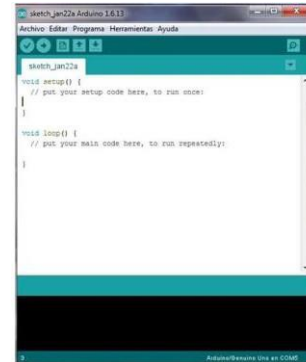 sketch_jan22a Arduino 1.6.13
Archivo Editar Programa Herramientas Ayuda
sketch_jan22a
void setup() {
// put your setup code here, to run once:
}
void loop() {
// put your main code here, to run repeatedly:
}
3
Arduino/Genuino Uno en COM5